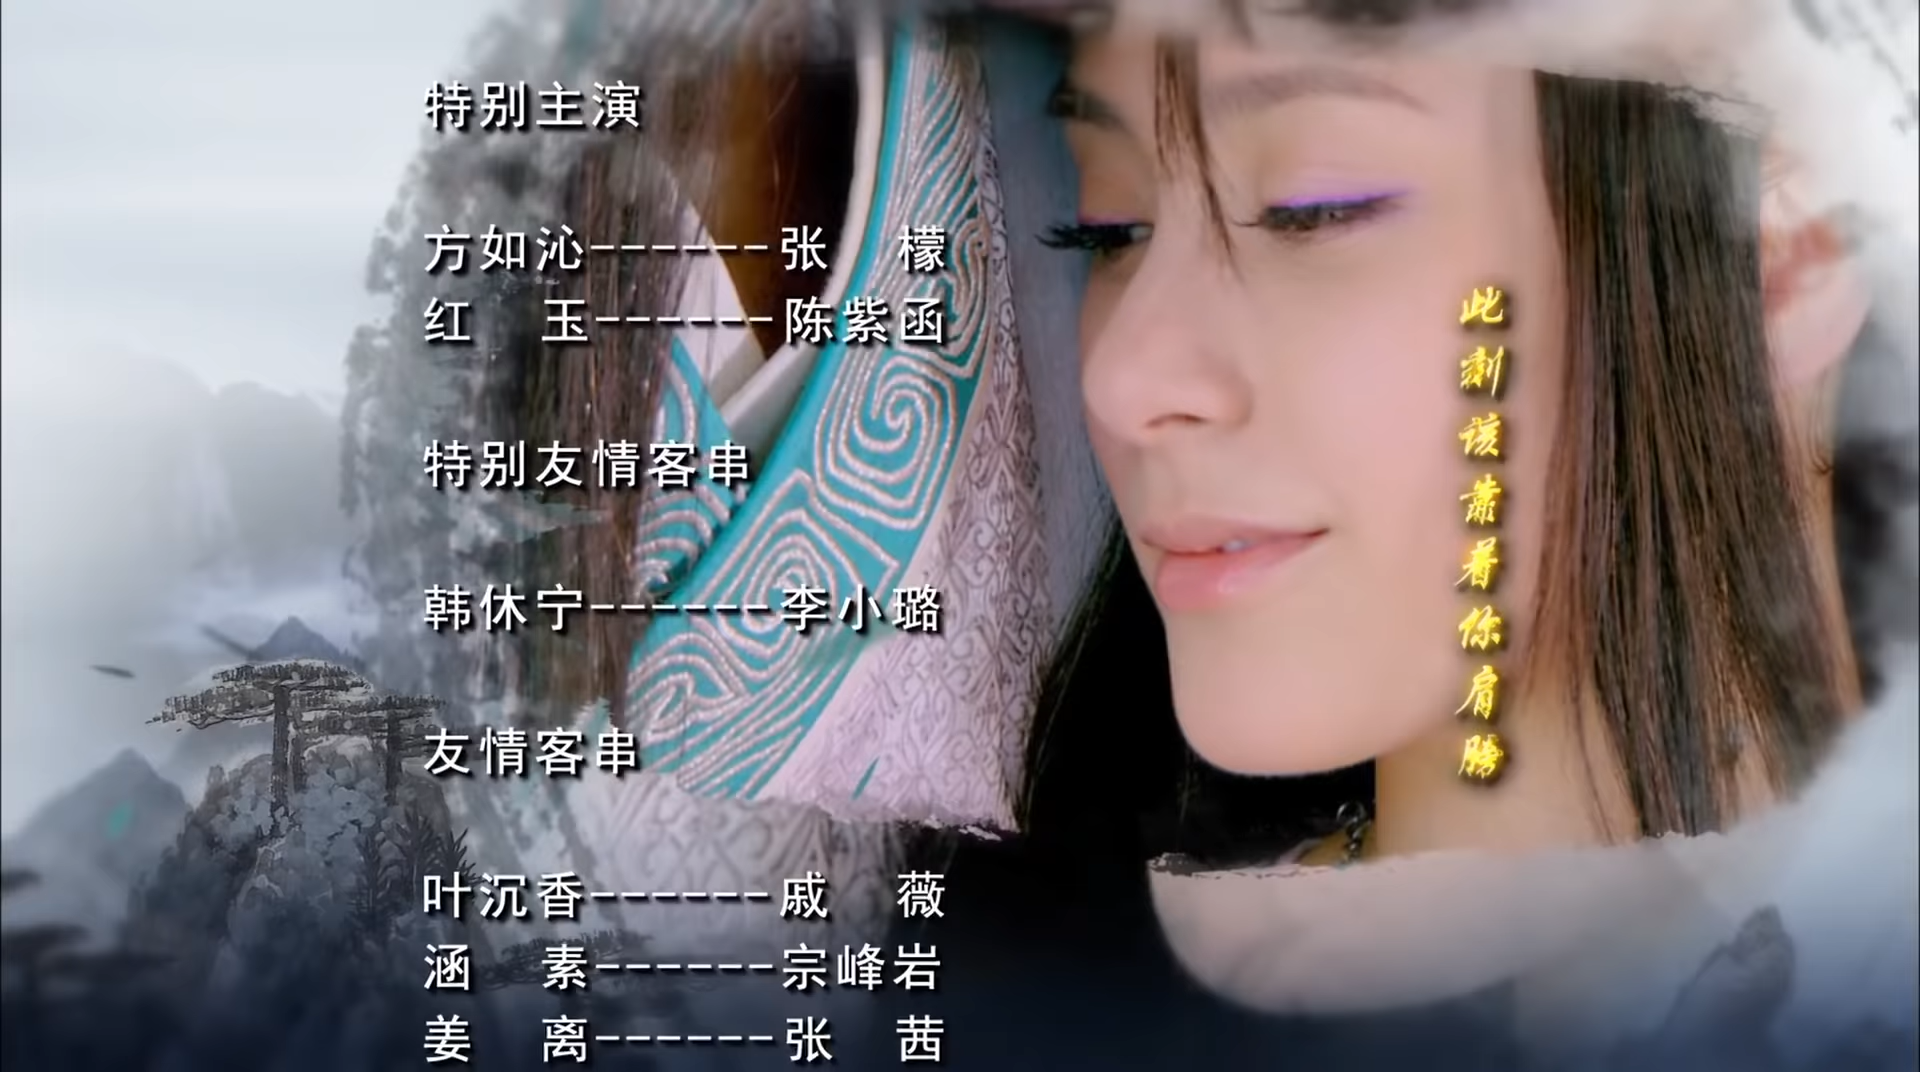 特别主演
方如沁------张 檬
红 玉------陈紫函
特别友情客串
韩休宁------李小璐
友情客串
叶沉香------戚 薇
涵 素------宗峰岩
姜 离------张 茜
此刻该靠着你肩膀